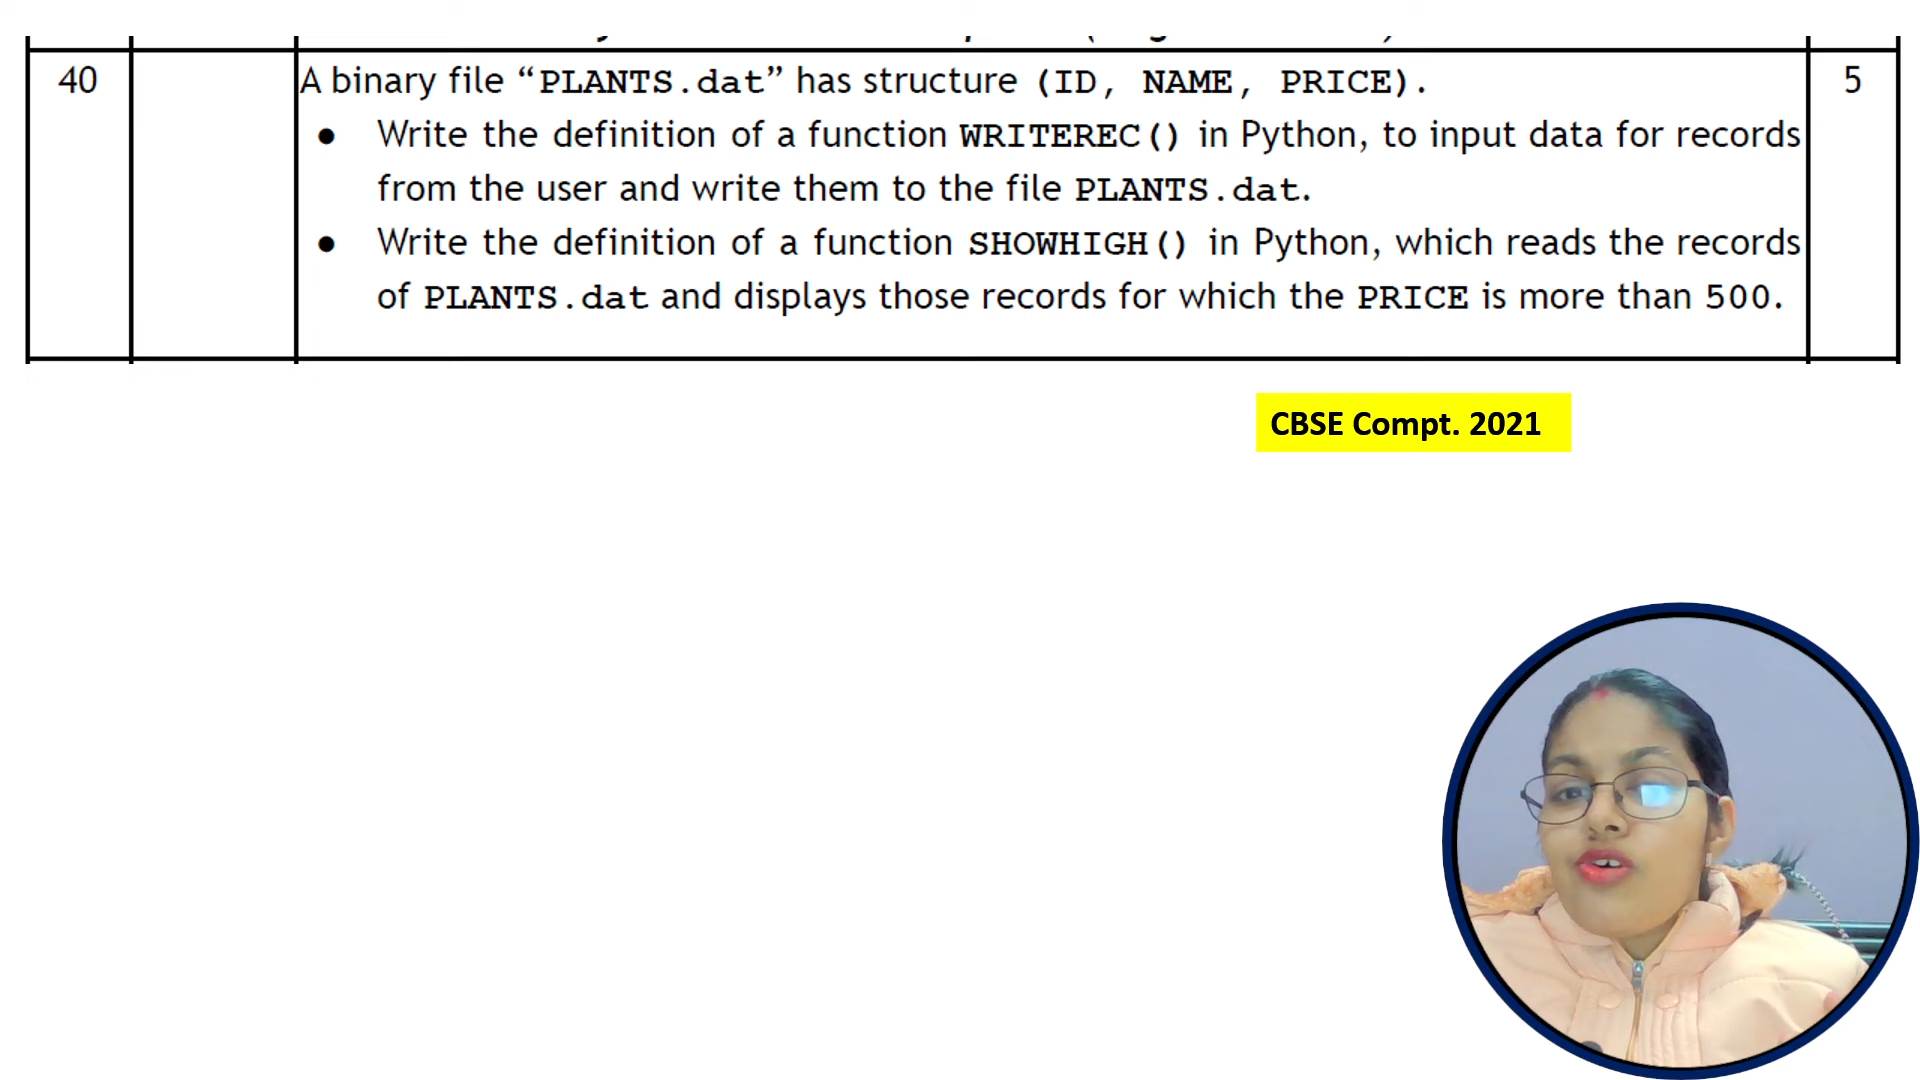 40
A binary file “PLANTS.dat” has structure (ID, NAME, PRICE).
5
● Write the definition of a function WRITEREC() in Python, to input data for records
from the user and write them to the file PLANTS.dat.
● Write the definition of a function SHOWHIGH() in Python, which reads the records
of PLANTS.dat and displays those records for which the PRICE is more than 500.
CBSE Compt. 2021